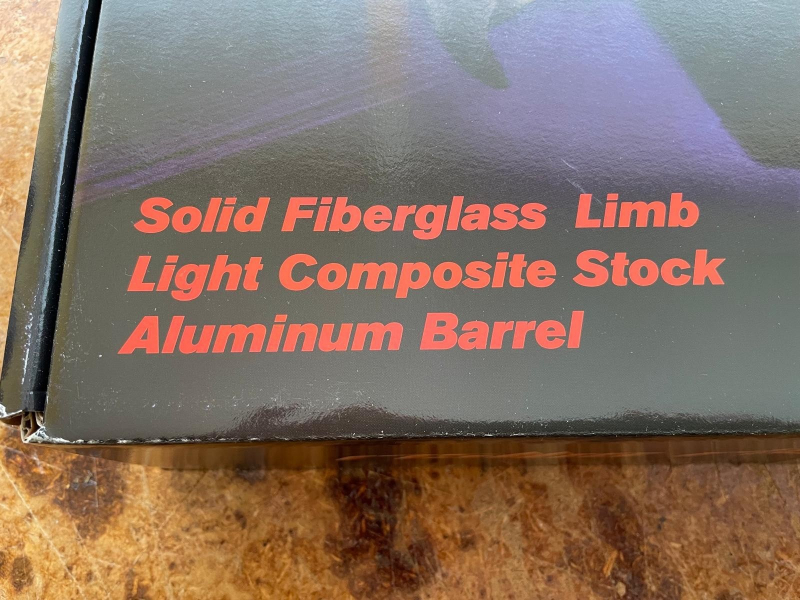 Solid Fiberglass Limb
Light Composite Stock
Aluminum Barrel